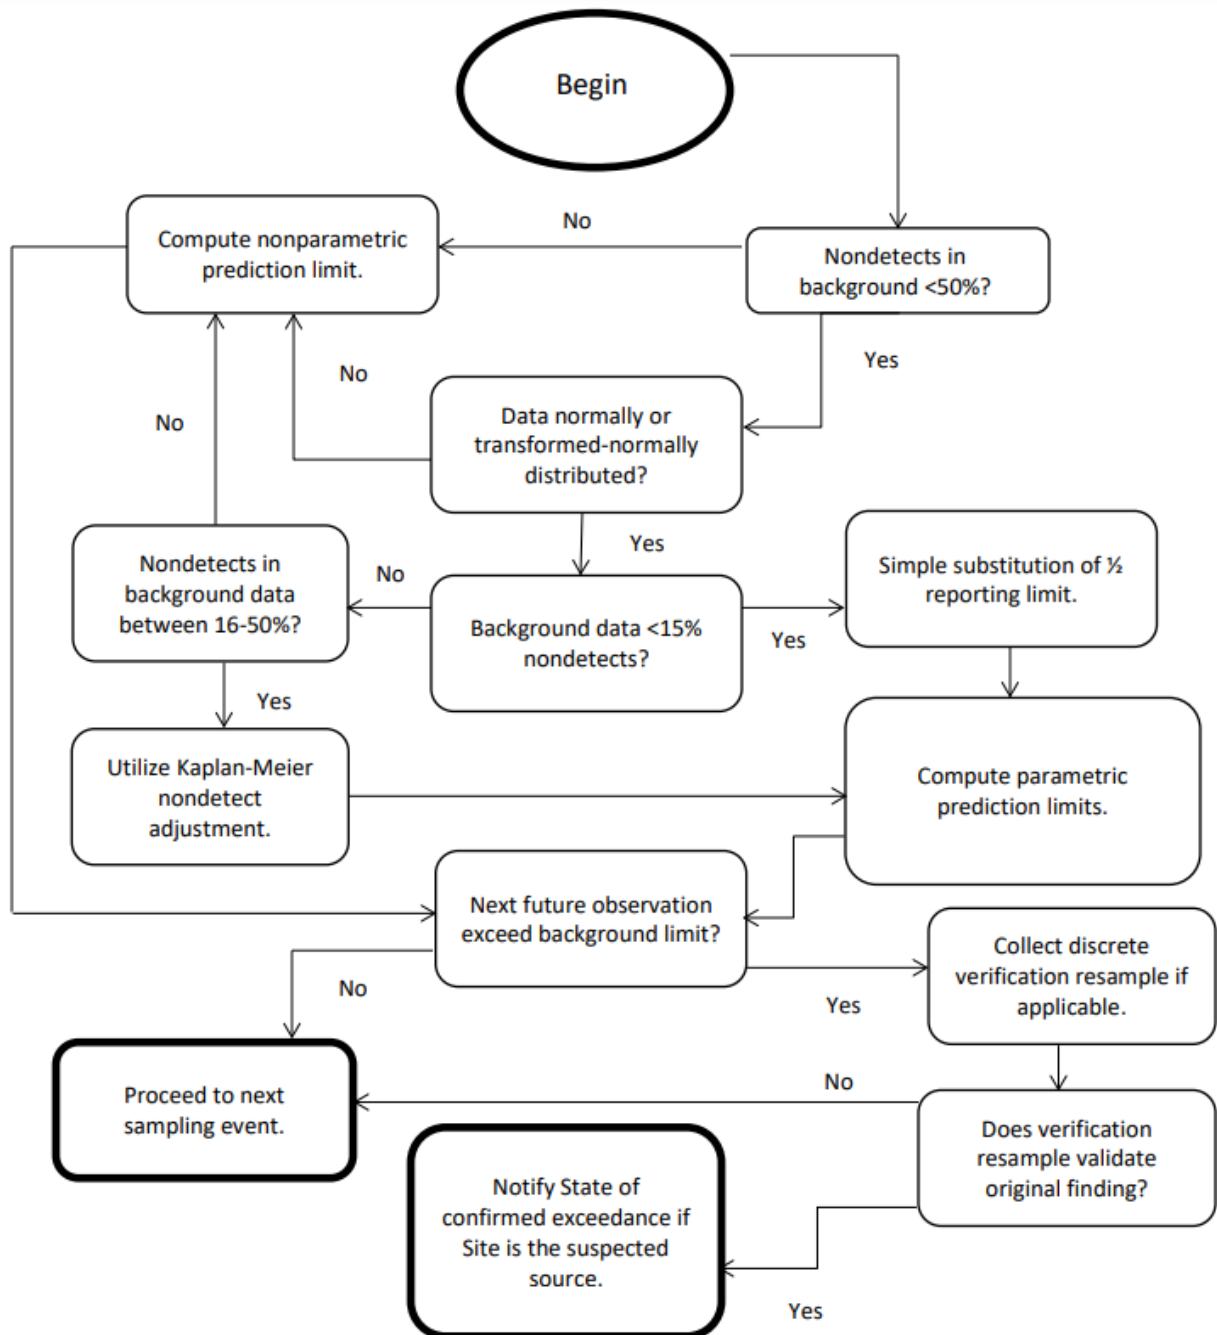 Begin
No
Compute nonparametric
prediction limit.
Nondetects in
background <50%?
Yes
No
Data normally or
transformed-normally
distributed?
No
Yes
Nondetects in
background data
between 16-50%?
No
Background data <15%
nondetects?
Yes
Simple substitution of ½
reporting limit.
Yes
Utilize Kaplan-Meier
nondetect
adjustment.
Compute parametric
prediction limits.
Next future observation
exceed background limit?
No
Yes
Collect discrete
verification resample if
applicable.
Proceed to next
sampling event.
No
Does verification
resample validate
original finding?
Notify State of
confirmed exceedance if
Site is the suspected
source.
Yes